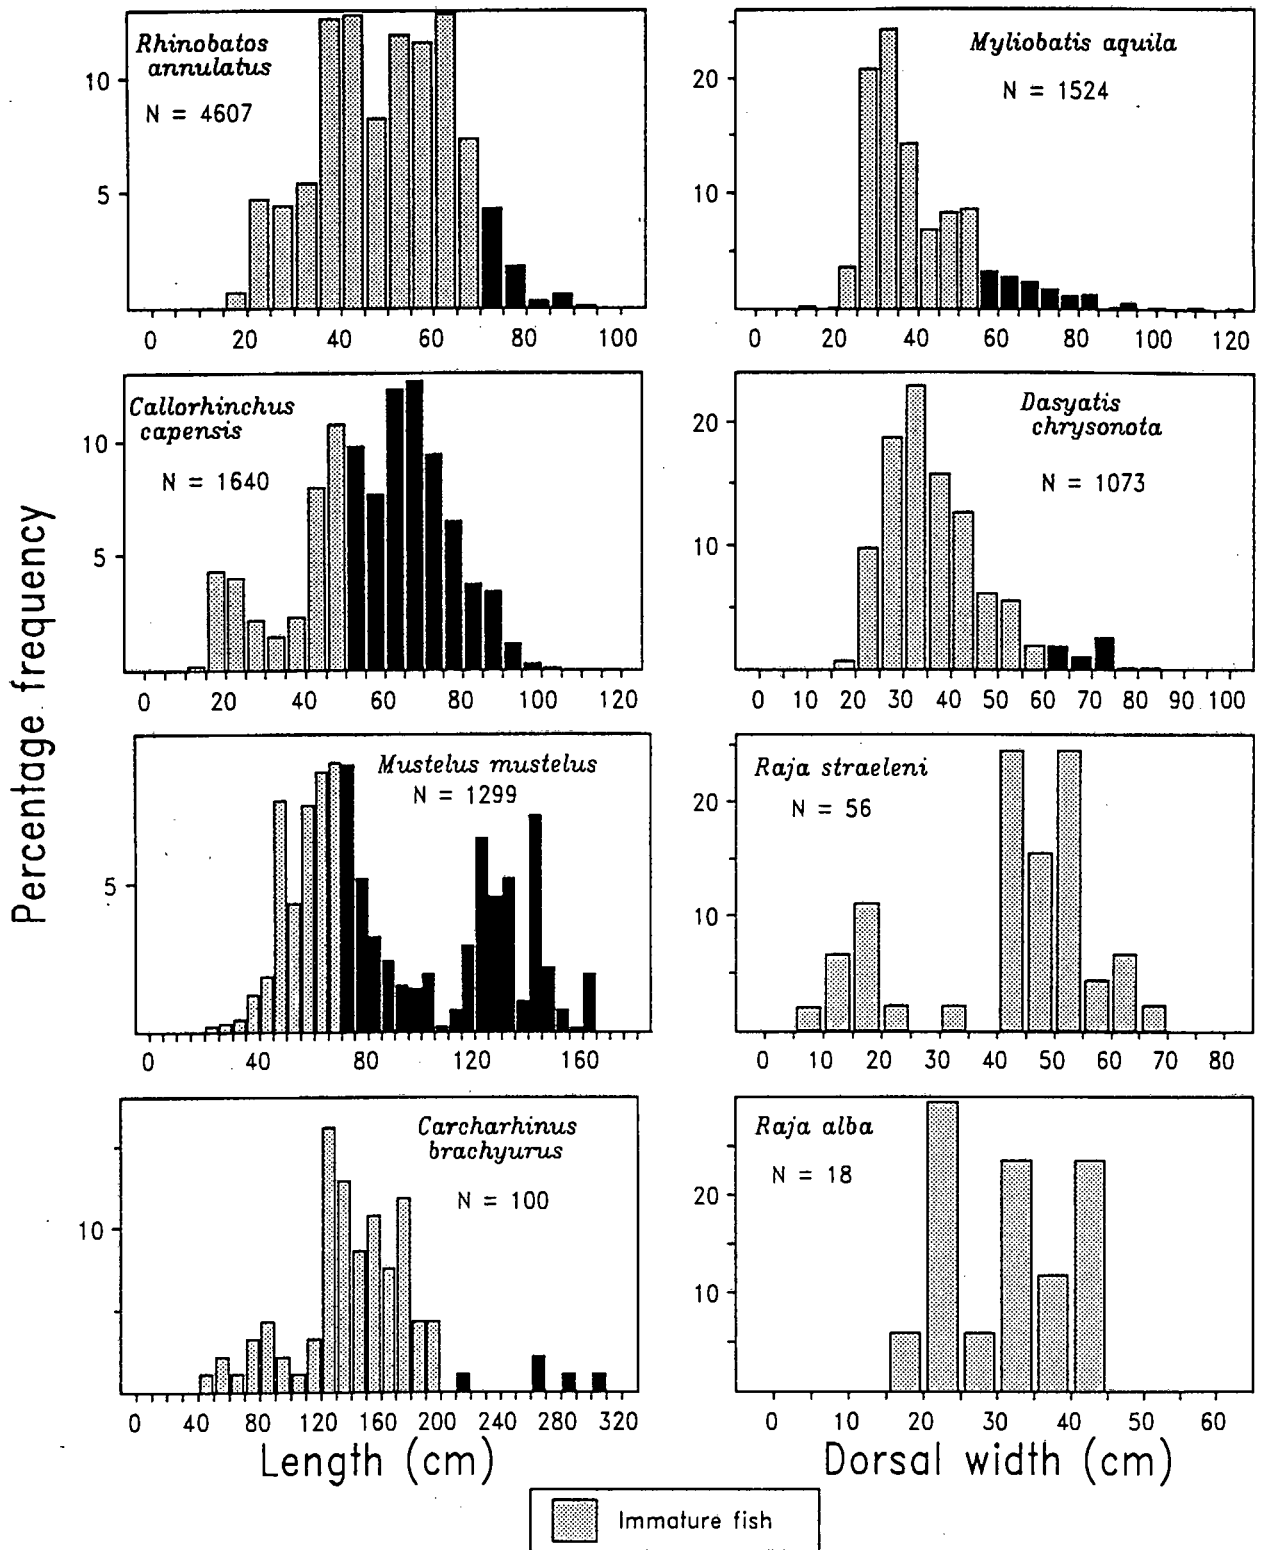 Percentage frequency
Rhinobatos
annulatus
N = 4607
10
5
0 20 40 60 80 100
Myliobatis aquila
N = 1524
20
10
0 20 40 60 80 100 120
Callorhinchus
capensis
N = 1640
10
5
0 20 40 60 80 100 120
Dasyatis
chrysonota
N = 1073
20
10
0 10 20 30 40 50 60 70 80 90 100
Mustelus mustelus
N = 1299
5
0 40 80 120 160
Raja straeleni
N = 56
20
10
0 10 20 30 40 50 60 70 80
Carcharhinus
brachyurus
N = 100
10
0 40 80 120 160 200 240 280 320
Length (cm)
Raja alba
N = 18
20
10
0 10 20 30 40 50 60
Dorsal width (cm)
Immature fish